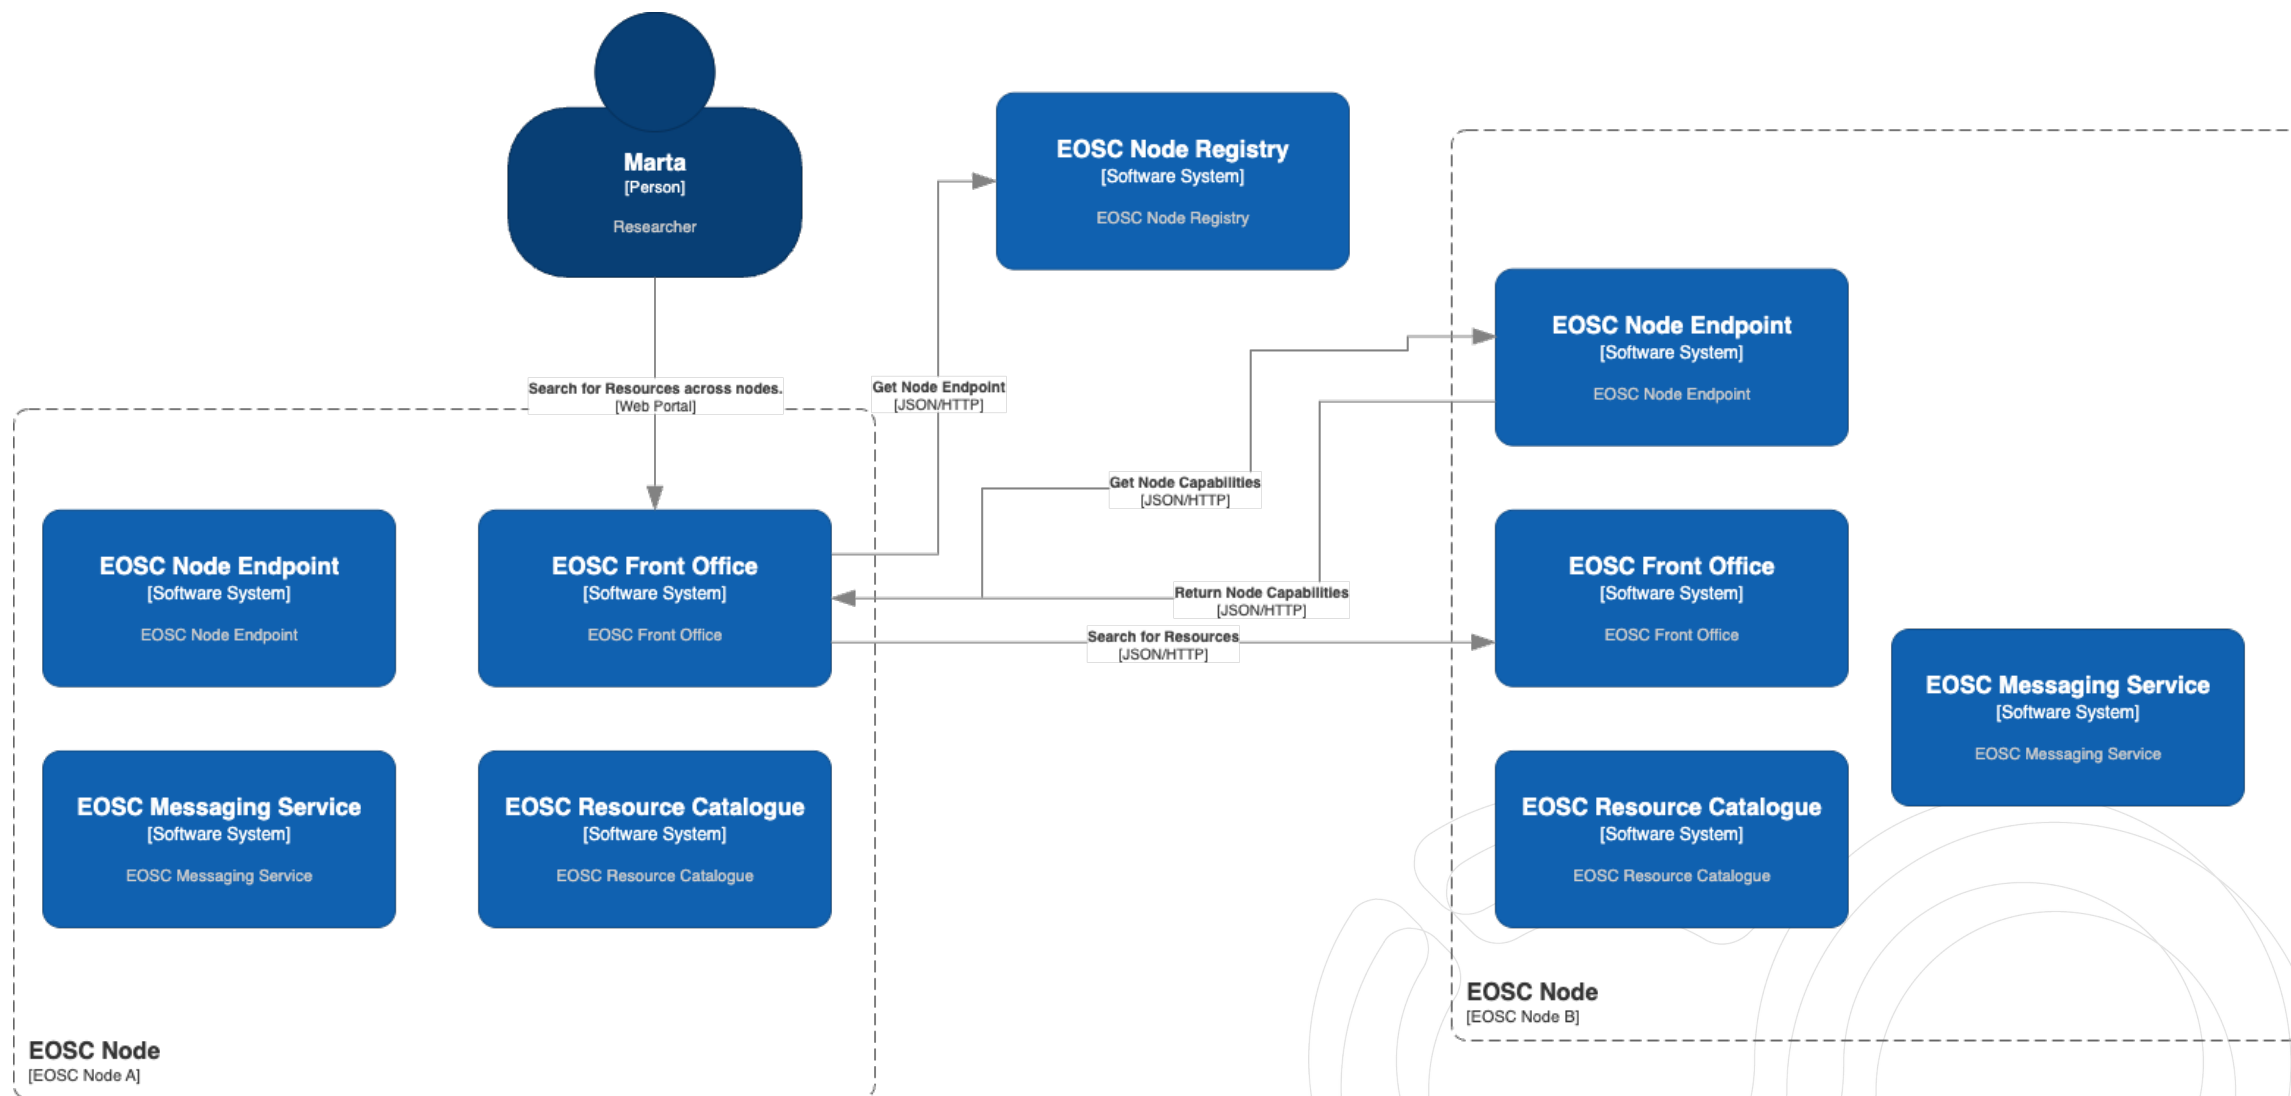 Marta
[Person]
Researcher
EOSC Node Registry
[Software System]
EOSC Node Registry
Search for Resources across nodes.
[Web Portal]
Get Node Endpoint
[JSON/HTTP]
Get Node Capabilities
[JSON/HTTP]
Return Node Capabilities
[JSON/HTTP]
Search for Resources
[JSON/HTTP]
EOSC Node Endpoint
[Software System]
EOSC Node Endpoint
EOSC Front Office
[Software System]
EOSC Front Office
EOSC Messaging Service
[Software System]
EOSC Messaging Service
EOSC Resource Catalogue
[Software System]
EOSC Resource Catalogue
EOSC Node
[EOSC Node A]
EOSC Node Endpoint
[Software System]
EOSC Node Endpoint
EOSC Front Office
[Software System]
EOSC Front Office
EOSC Messaging Service
[Software System]
EOSC Messaging Service
EOSC Resource Catalogue
[Software System]
EOSC Resource Catalogue
EOSC Node
[EOSC Node B]